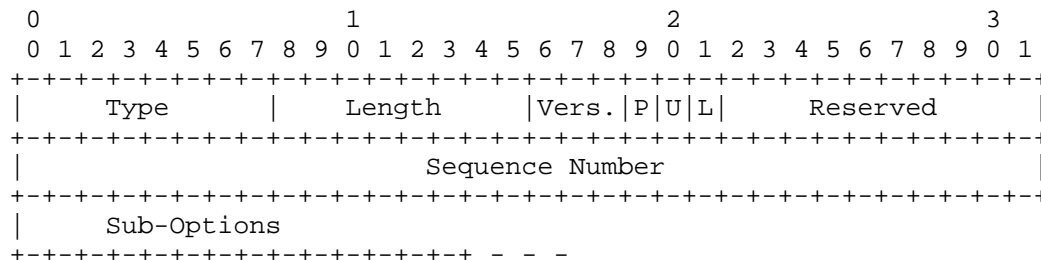 0                   1                   2                   3
 0 1 2 3 4 5 6 7 8 9 0 1 2 3 4 5 6 7 8 9 0 1 2 3 4 5 6 7 8 9 0 1
+-+-+-+-+-+-+-+-+-+-+-+-+-+-+-+-+-+-+-+-+-+-+-+-+-+-+-+-+-+-+-+-+
|     Type      |    Length     |Vers.|P|U|L|     Reserved      |
+-+-+-+-+-+-+-+-+-+-+-+-+-+-+-+-+-+-+-+-+-+-+-+-+-+-+-+-+-+-+-+-+
|                         Sequence Number                       |
+-+-+-+-+-+-+-+-+-+-+-+-+-+-+-+-+-+-+-+-+-+-+-+-+-+-+-+-+-+-+-+-+
|     Sub-Options
+-+-+-+-+-+-+-+-+-+-+-+-+-+-+ - - -